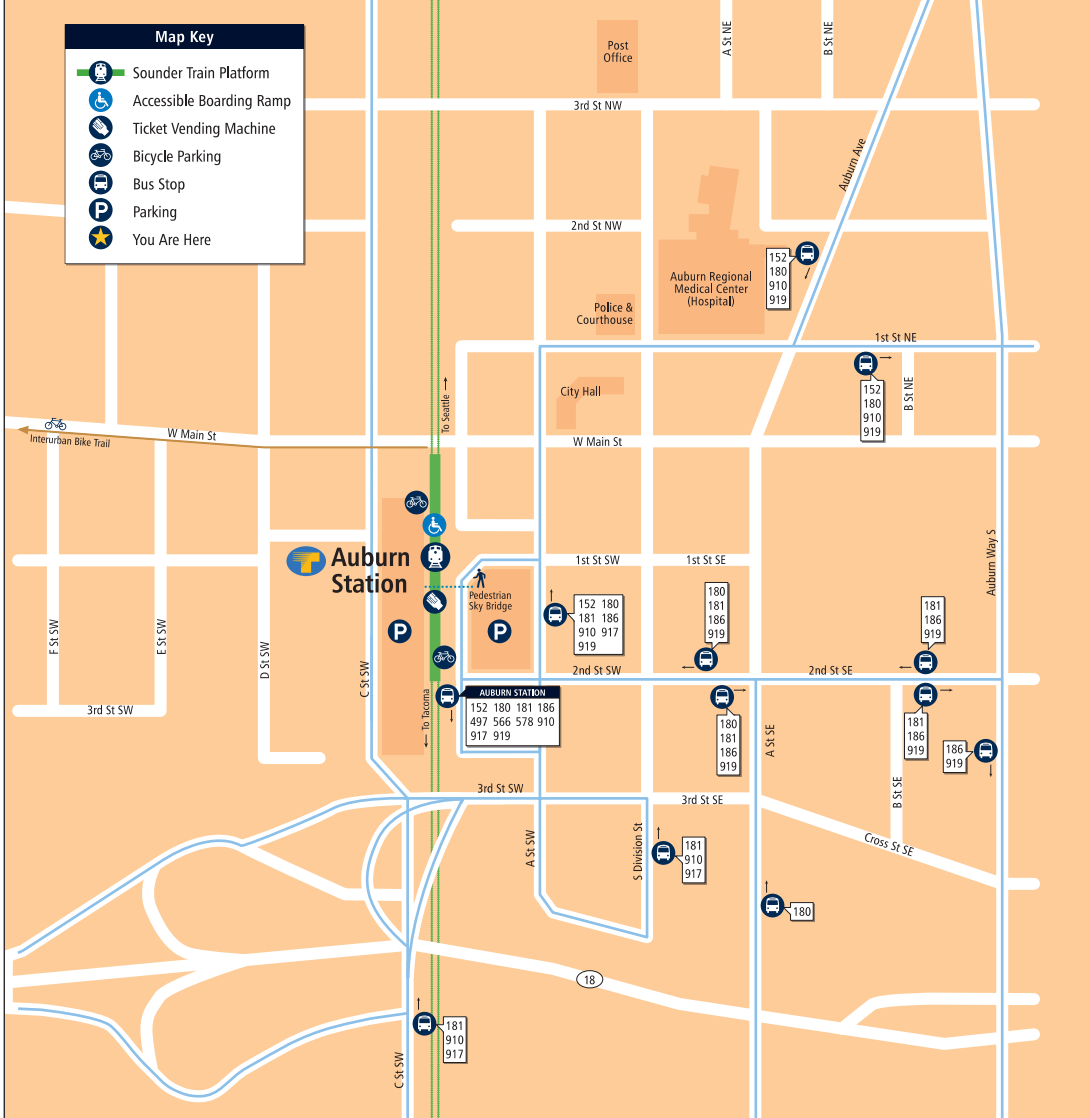 Map Key
Sounder Train Platform
Accessible Boarding Ramp
Ticket Vending Machine
Bicycle Parking
Bus Stop
P
Parking
You Are Here
Post
Office
A St NE
B St NE
3rd St NW
Auburn Ave
2nd St NW
Auburn Regional
Medical Center
(Hospital)
152
180
910
919
Police &
Courthouse
1st St NE
152
180
910
919
B St NE
City Hall
To Seattle
Interurban Bike Trail
W Main St
W Main St
Auburn Way S
T
Auburn
Station
1st St SW
1st St SE
Pedestrian
Sky Bridge
P
P
152 180
181 186
910 917
919
180
181
186
919
181
186
919
F St SW
E St SW
D St SW
C St SW
2nd St SW
2nd St SE
3rd St SW
To Tacoma
AUBURN STATION
152 180 181 186
497 566 578 910
917 919
180
181
186
919
A St SE
181
186
919
186
919
B St SE
3rd St SW
3rd St SE
Cross St SE
A St SW
S Division St
181
910
917
180
18
181
910
917
C St SW